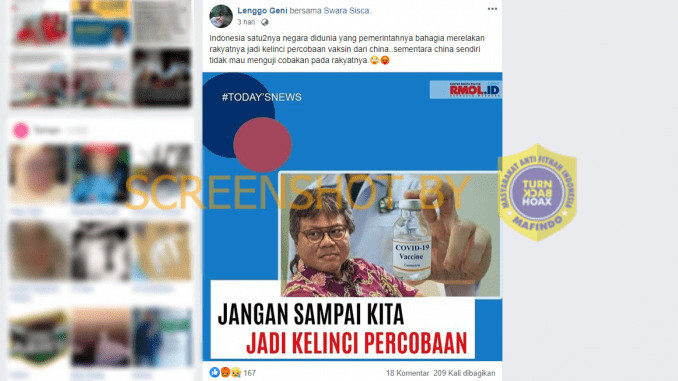 Lenggo Geni bersama Swara Sisca.
3 hari
Indonesia satu2nya negara didunia yang pemerintahnya bahagia merelakan
rakyatnya jadi kelinci percobaan vaksin dari china..sementara china sendiri
tidak mau menguji cobakan pada rakyatnya
#TODAY'SNEWS
RMOL.ID
SCREENSHOT BY
MASYARAKAT ANTI FITNAH INDONESIA
TURN
BACK
HOAX
MAFINDO
COVID-19
Vaccine
JANGAN SAMPAI KITA
JADI KELINCI PERCOBAAN
167
18 Komentar 209 Kali dibagikan